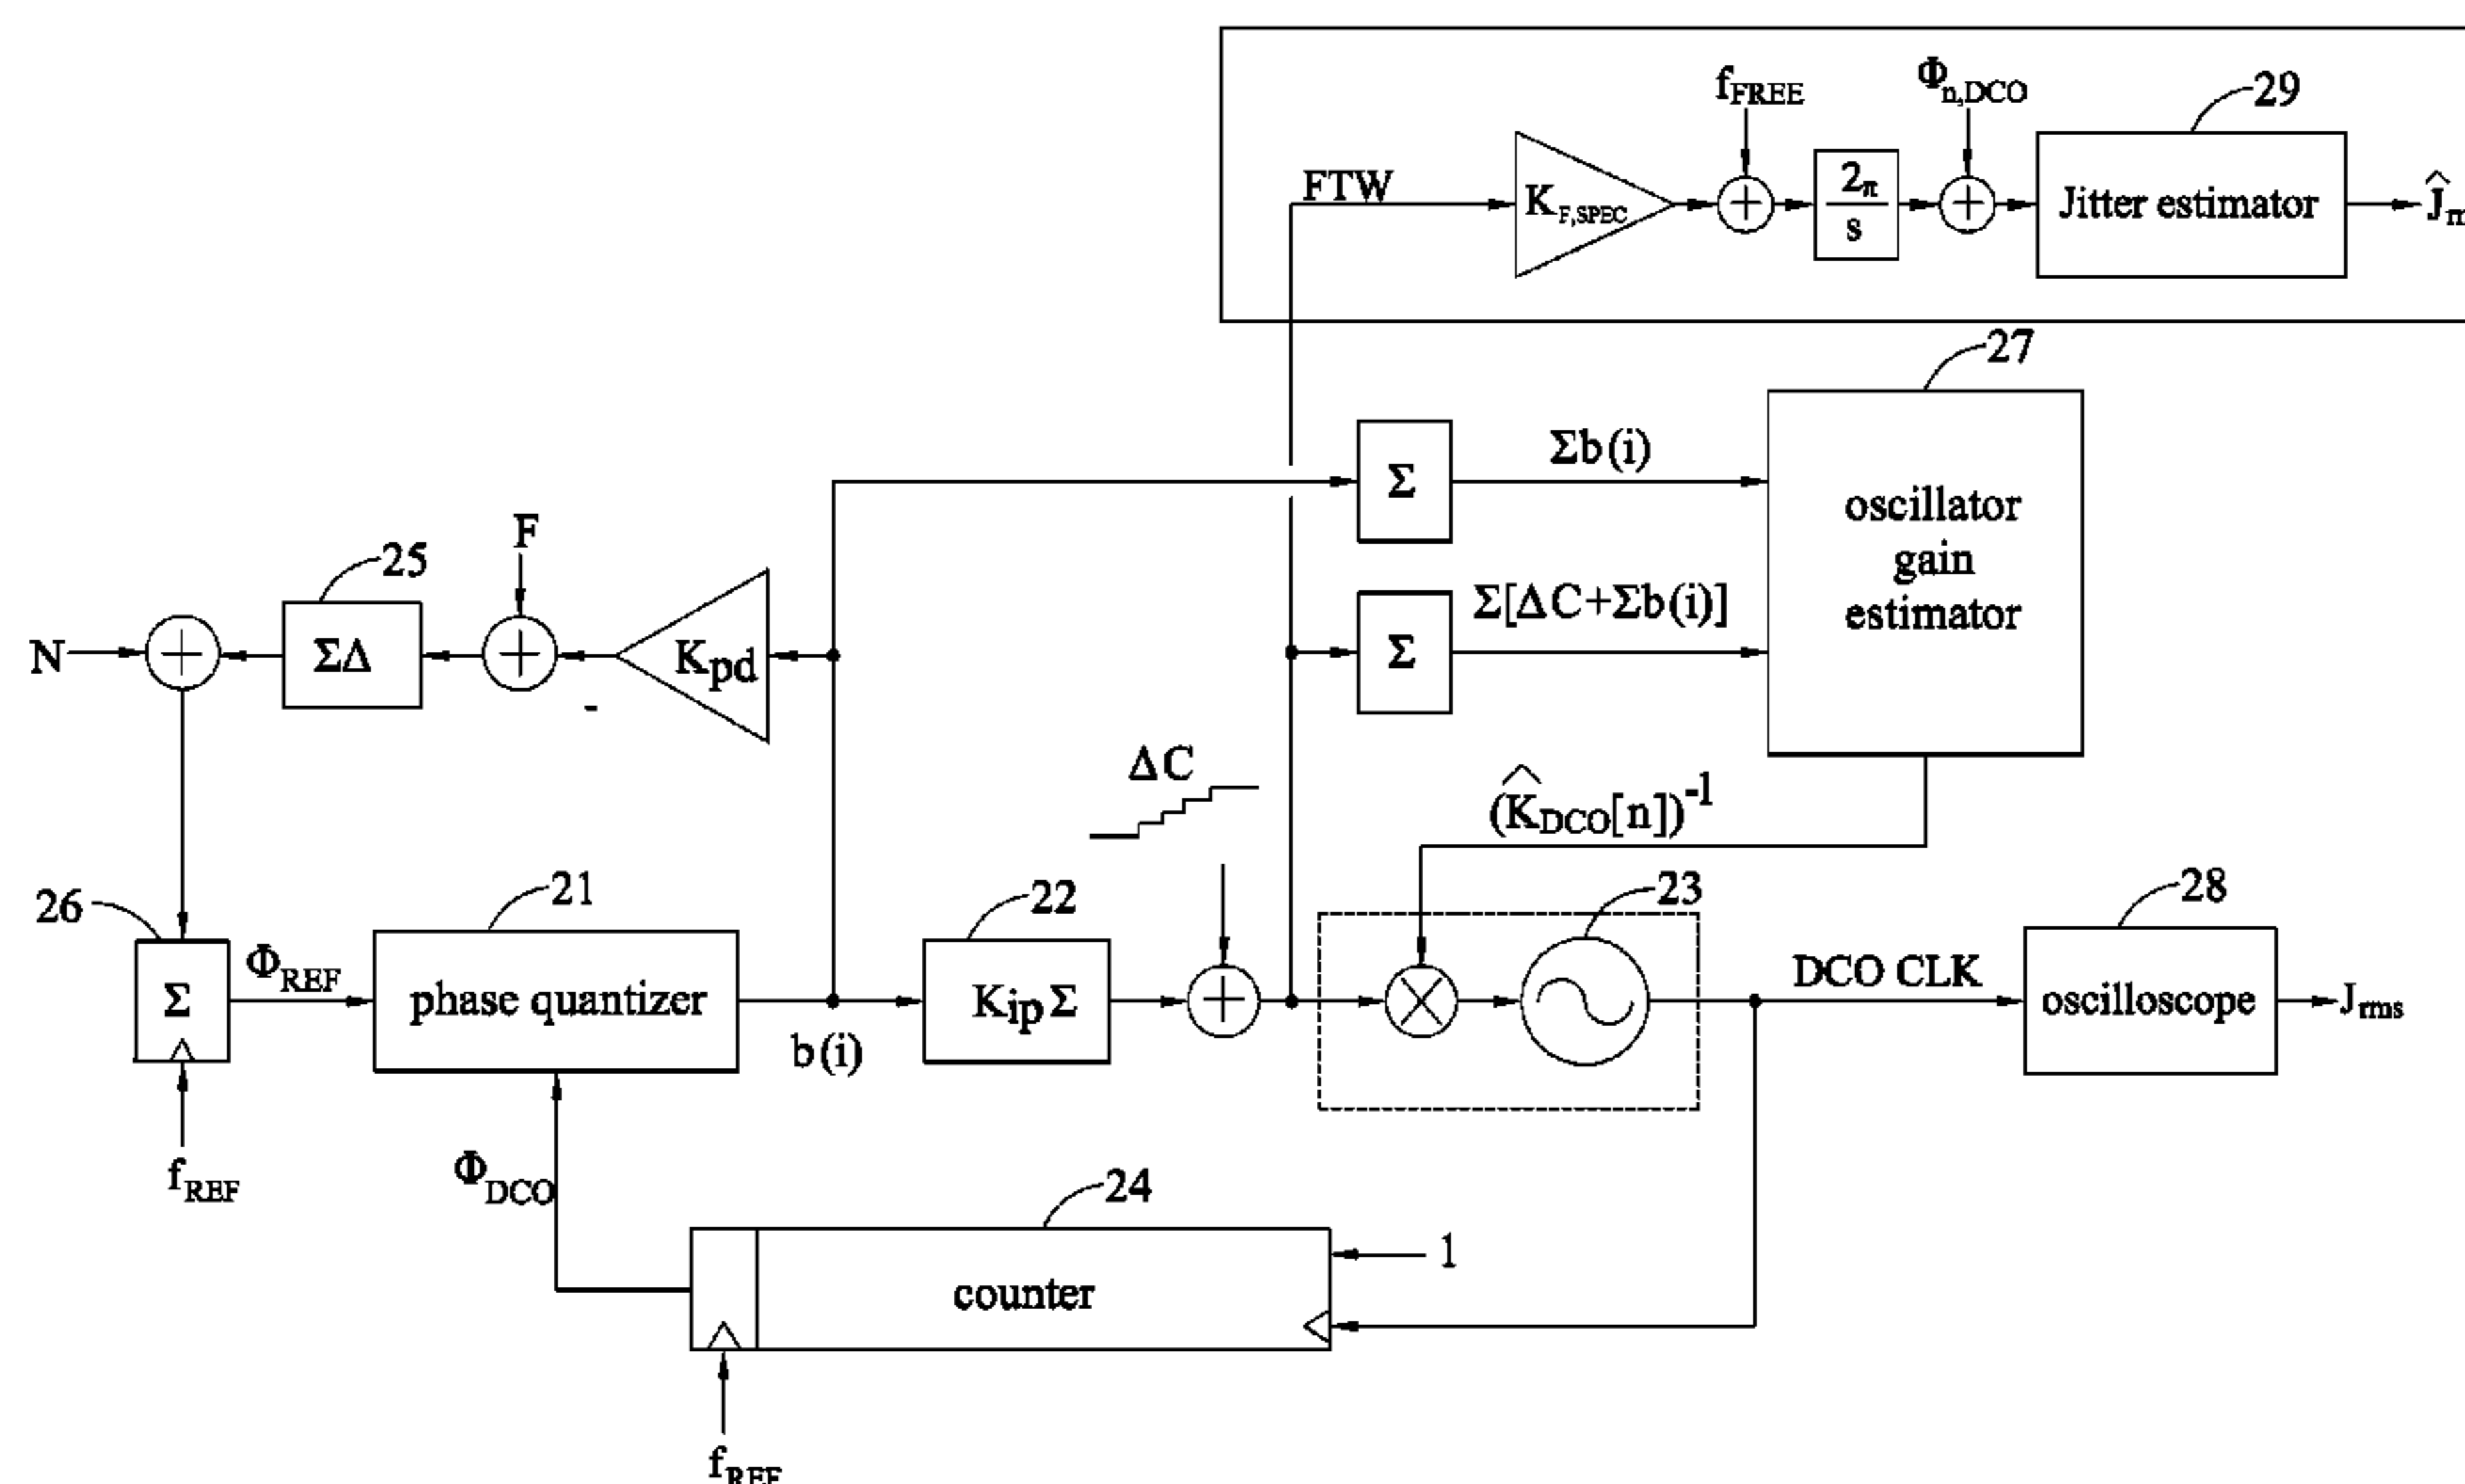 f_FREE
Φ_n,DCO
29
FTW
K_F,SPEC
+
2π
s
+
Jitter estimator
Ĵ_rm
27
Σ
Σb(i)
oscillator
gain
estimator
F
25
N
+
ΣΔ
+
-
K_pd
Σ
Σ[ΔC+Σb(i)]
ΔC
(K̂_DCO[n])^-1
26
21
22
23
28
Σ
Φ_REF
phase quantizer
b(i)
K_ip Σ
+
DCO CLK
oscilloscope
J_rms
f_REF
Φ_DCO
24
counter
1
f_REF